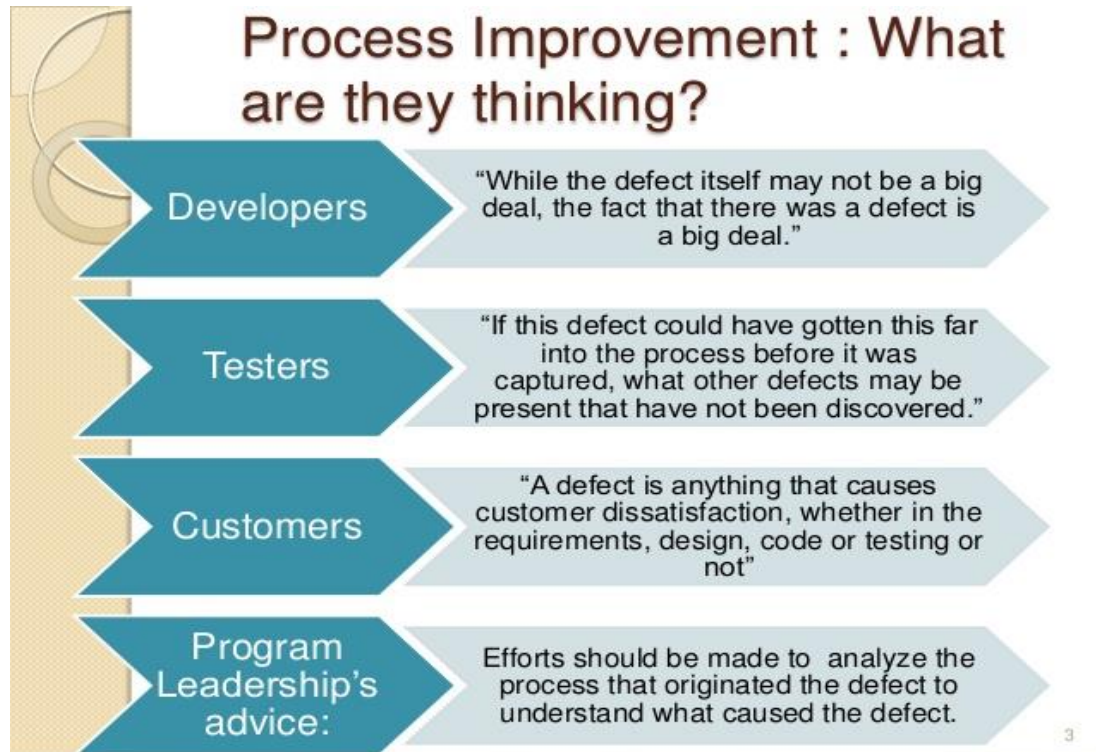 Process Improvement : What
are they thinking?
Developers
“While the defect itself may not be a big
deal, the fact that there was a defect is
a big deal.”
Testers
“If this defect could have gotten this far
into the process before it was
captured, what other defects may be
present that have not been discovered.”
Customers
“A defect is anything that causes
customer dissatisfaction, whether in the
requirements, design, code or testing or
not”
Program
Leadership’s
advice:
Efforts should be made to analyze the
process that originated the defect to
understand what caused the defect.
3